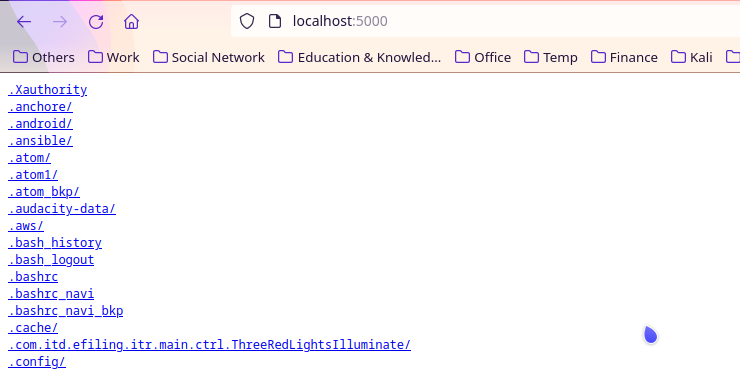 localhost:5000
Others Work Social Network Education & Knowled... Office Temp Finance Kali
.Xauthority
.anchore/
.android/
.ansible/
.atom/
.atom1/
.atom_bkp/
.audacity-data/
.aws/
.bash_history
.bash_logout
.bashrc
.bashrc_navi
.bashrc_navi_bkp
.cache/
.com.itd.efiling.itr.main.ctrl.ThreeRedLightsIlluminate/
.config/